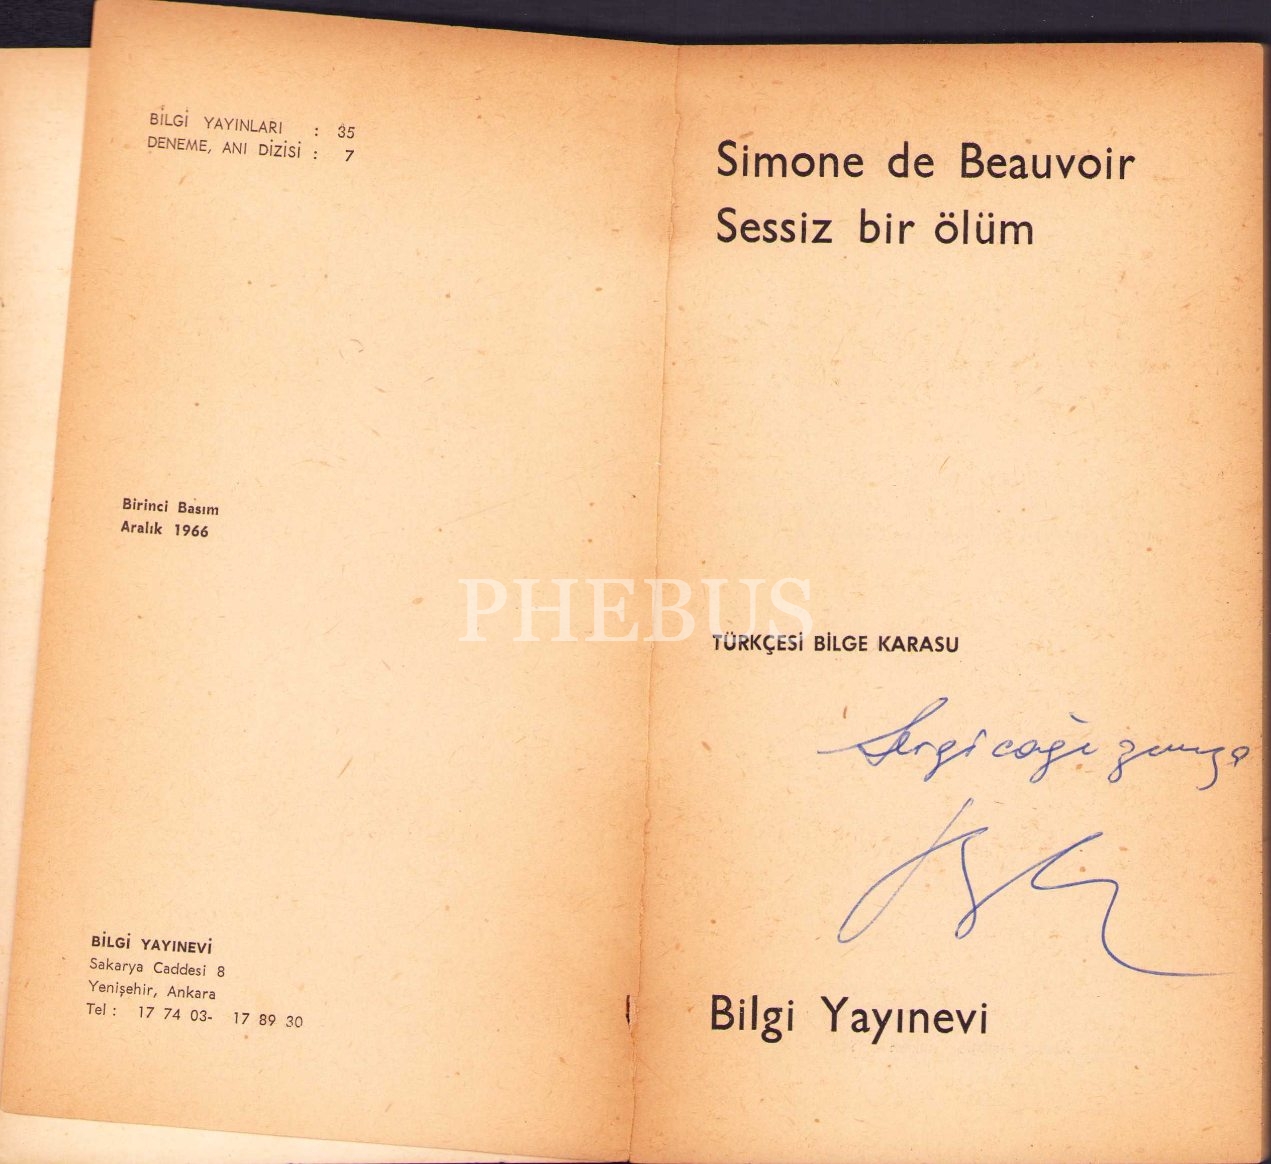 BİLGİ YAYINLARI : 35
DENEME, ANI DİZİSİ : 7
Birinci Basım
Aralık 1966
BİLGİ YAYINEVİ
Sakarya Caddesi 8
Yenişehir, Ankara
Tel : 17 74 03- 17 89 30
Simone de Beauvoir
Sessiz bir ölüm
PHEBUS
TÜRKÇESİ BİLGE KARASU
Bilgi Yayınevi